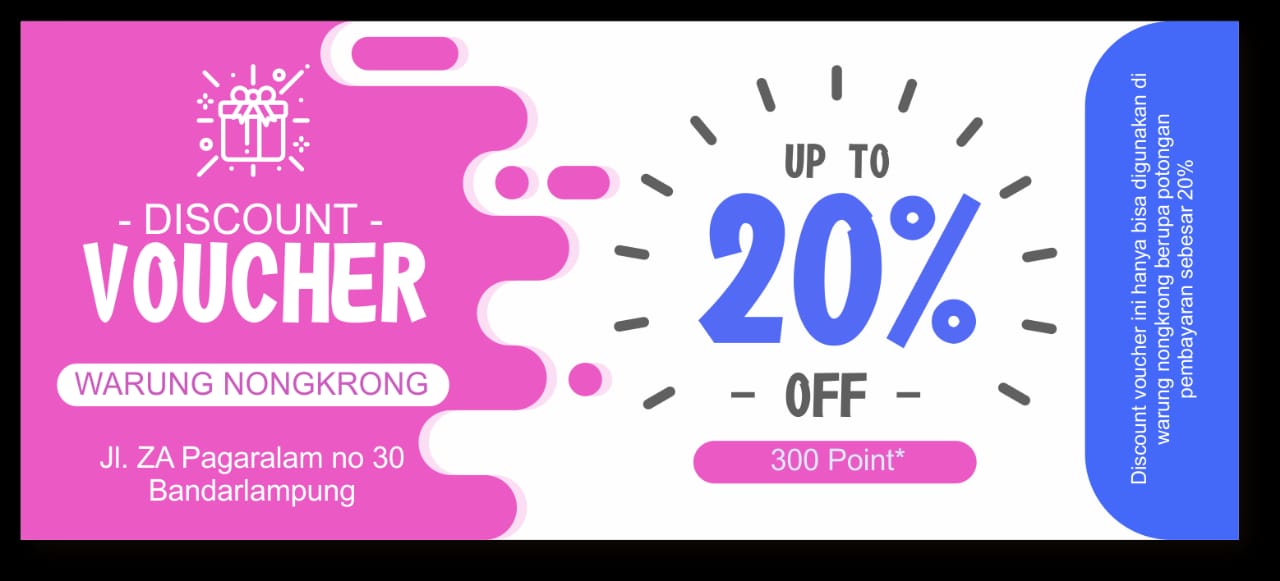 - DISCOUNT -
VOUCHER
WARUNG NONGKRONG
Jl. ZA Pagaralam no 30
Bandarlampung
UP TO
20%
- OFF -
300 Point*
Discount voucher ini hanya bisa digunakan di
warung nongkrong berupa potongan
pembayaran sebesar 20%